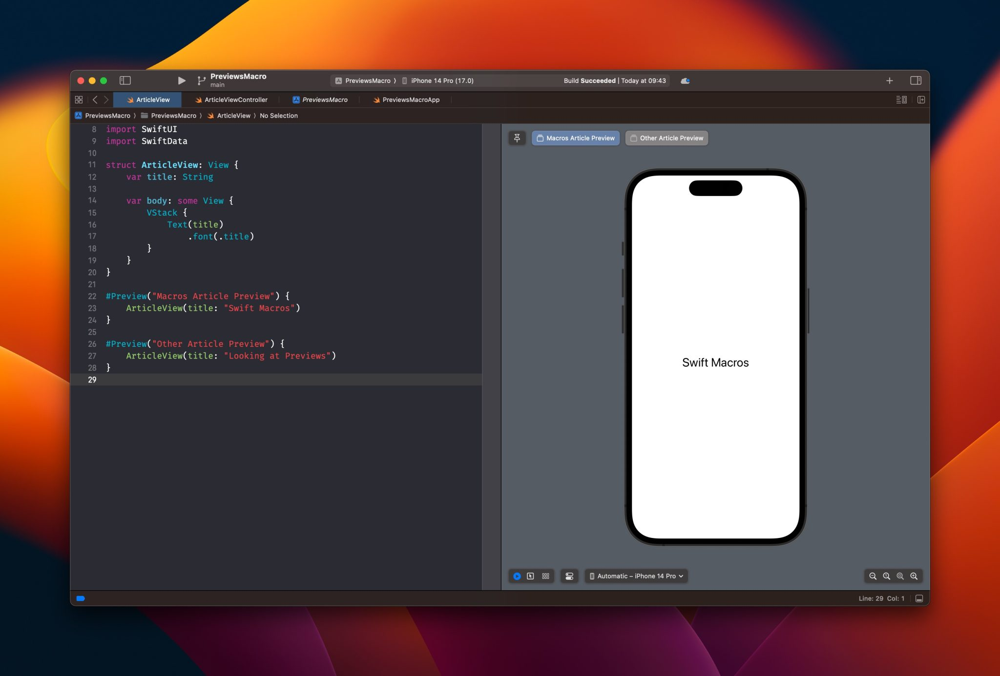 PreviewsMacro
main
PreviewsMacro ⟩ iPhone 14 Pro (17.0)
Build Succeeded | Today at 09:43
ArticleView
ArticleViewController
PreviewsMacro
PreviewsMacroApp
PreviewsMacro ⟩ PreviewsMacro ⟩ ArticleView ⟩ No Selection
8 import SwiftUI
9 import SwiftData
10
11 struct ArticleView: View {
12     var title: String
13
14     var body: some View {
15         VStack {
16             Text(title)
17                 .font(.title)
18         }
19     }
20 }
21
22 #Preview("Macros Article Preview") {
23     ArticleView(title: "Swift Macros")
24 }
25
26 #Preview("Other Article Preview") {
27     ArticleView(title: "Looking at Previews")
28 }
29
Macros Article Preview
Other Article Preview
Swift Macros
Automatic – iPhone 14 Pro
Line: 29 Col: 1